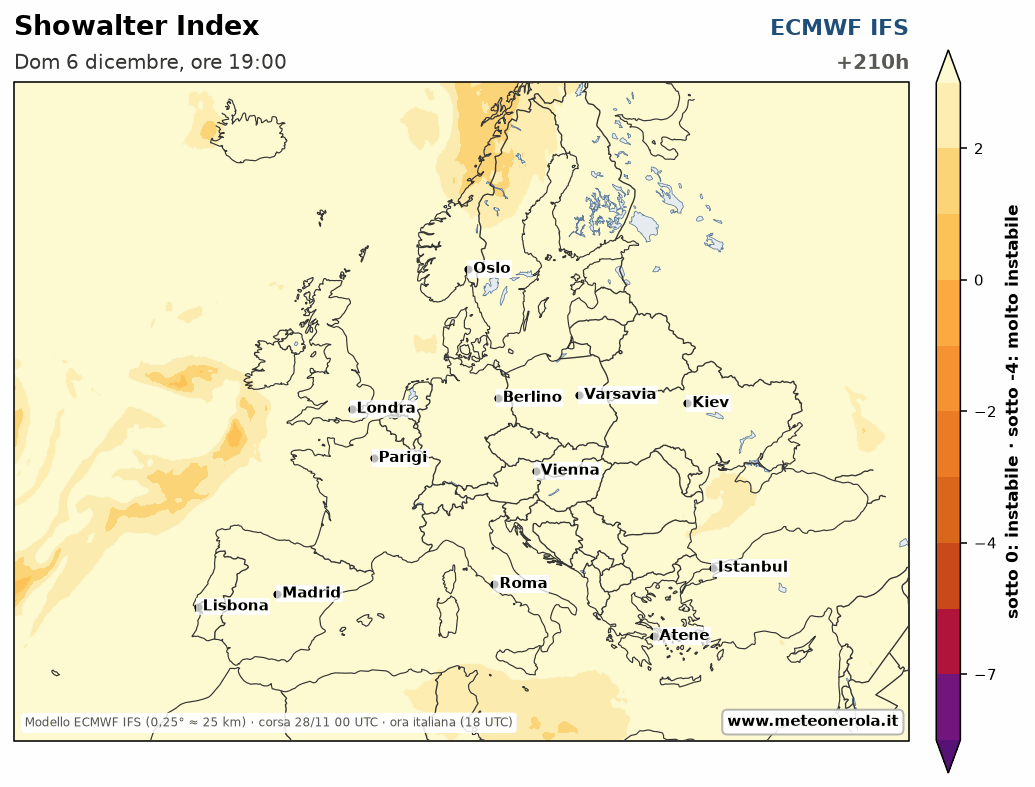 Showalter Index
ECMWF IFS
Dom 6 dicembre, ore 19:00
+210h
Oslo
Berlino
Varsavia
Kiev
Londra
Parigi
Vienna
Istanbul
Roma
Madrid
Lisbona
Atene
Modello ECMWF IFS (0,25° ≈ 25 km) · corsa 28/11 00 UTC · ora italiana (18 UTC)
www.meteonerola.it
2
0
−2
−4
−7
sotto 0: instabile · sotto -4: molto instabile